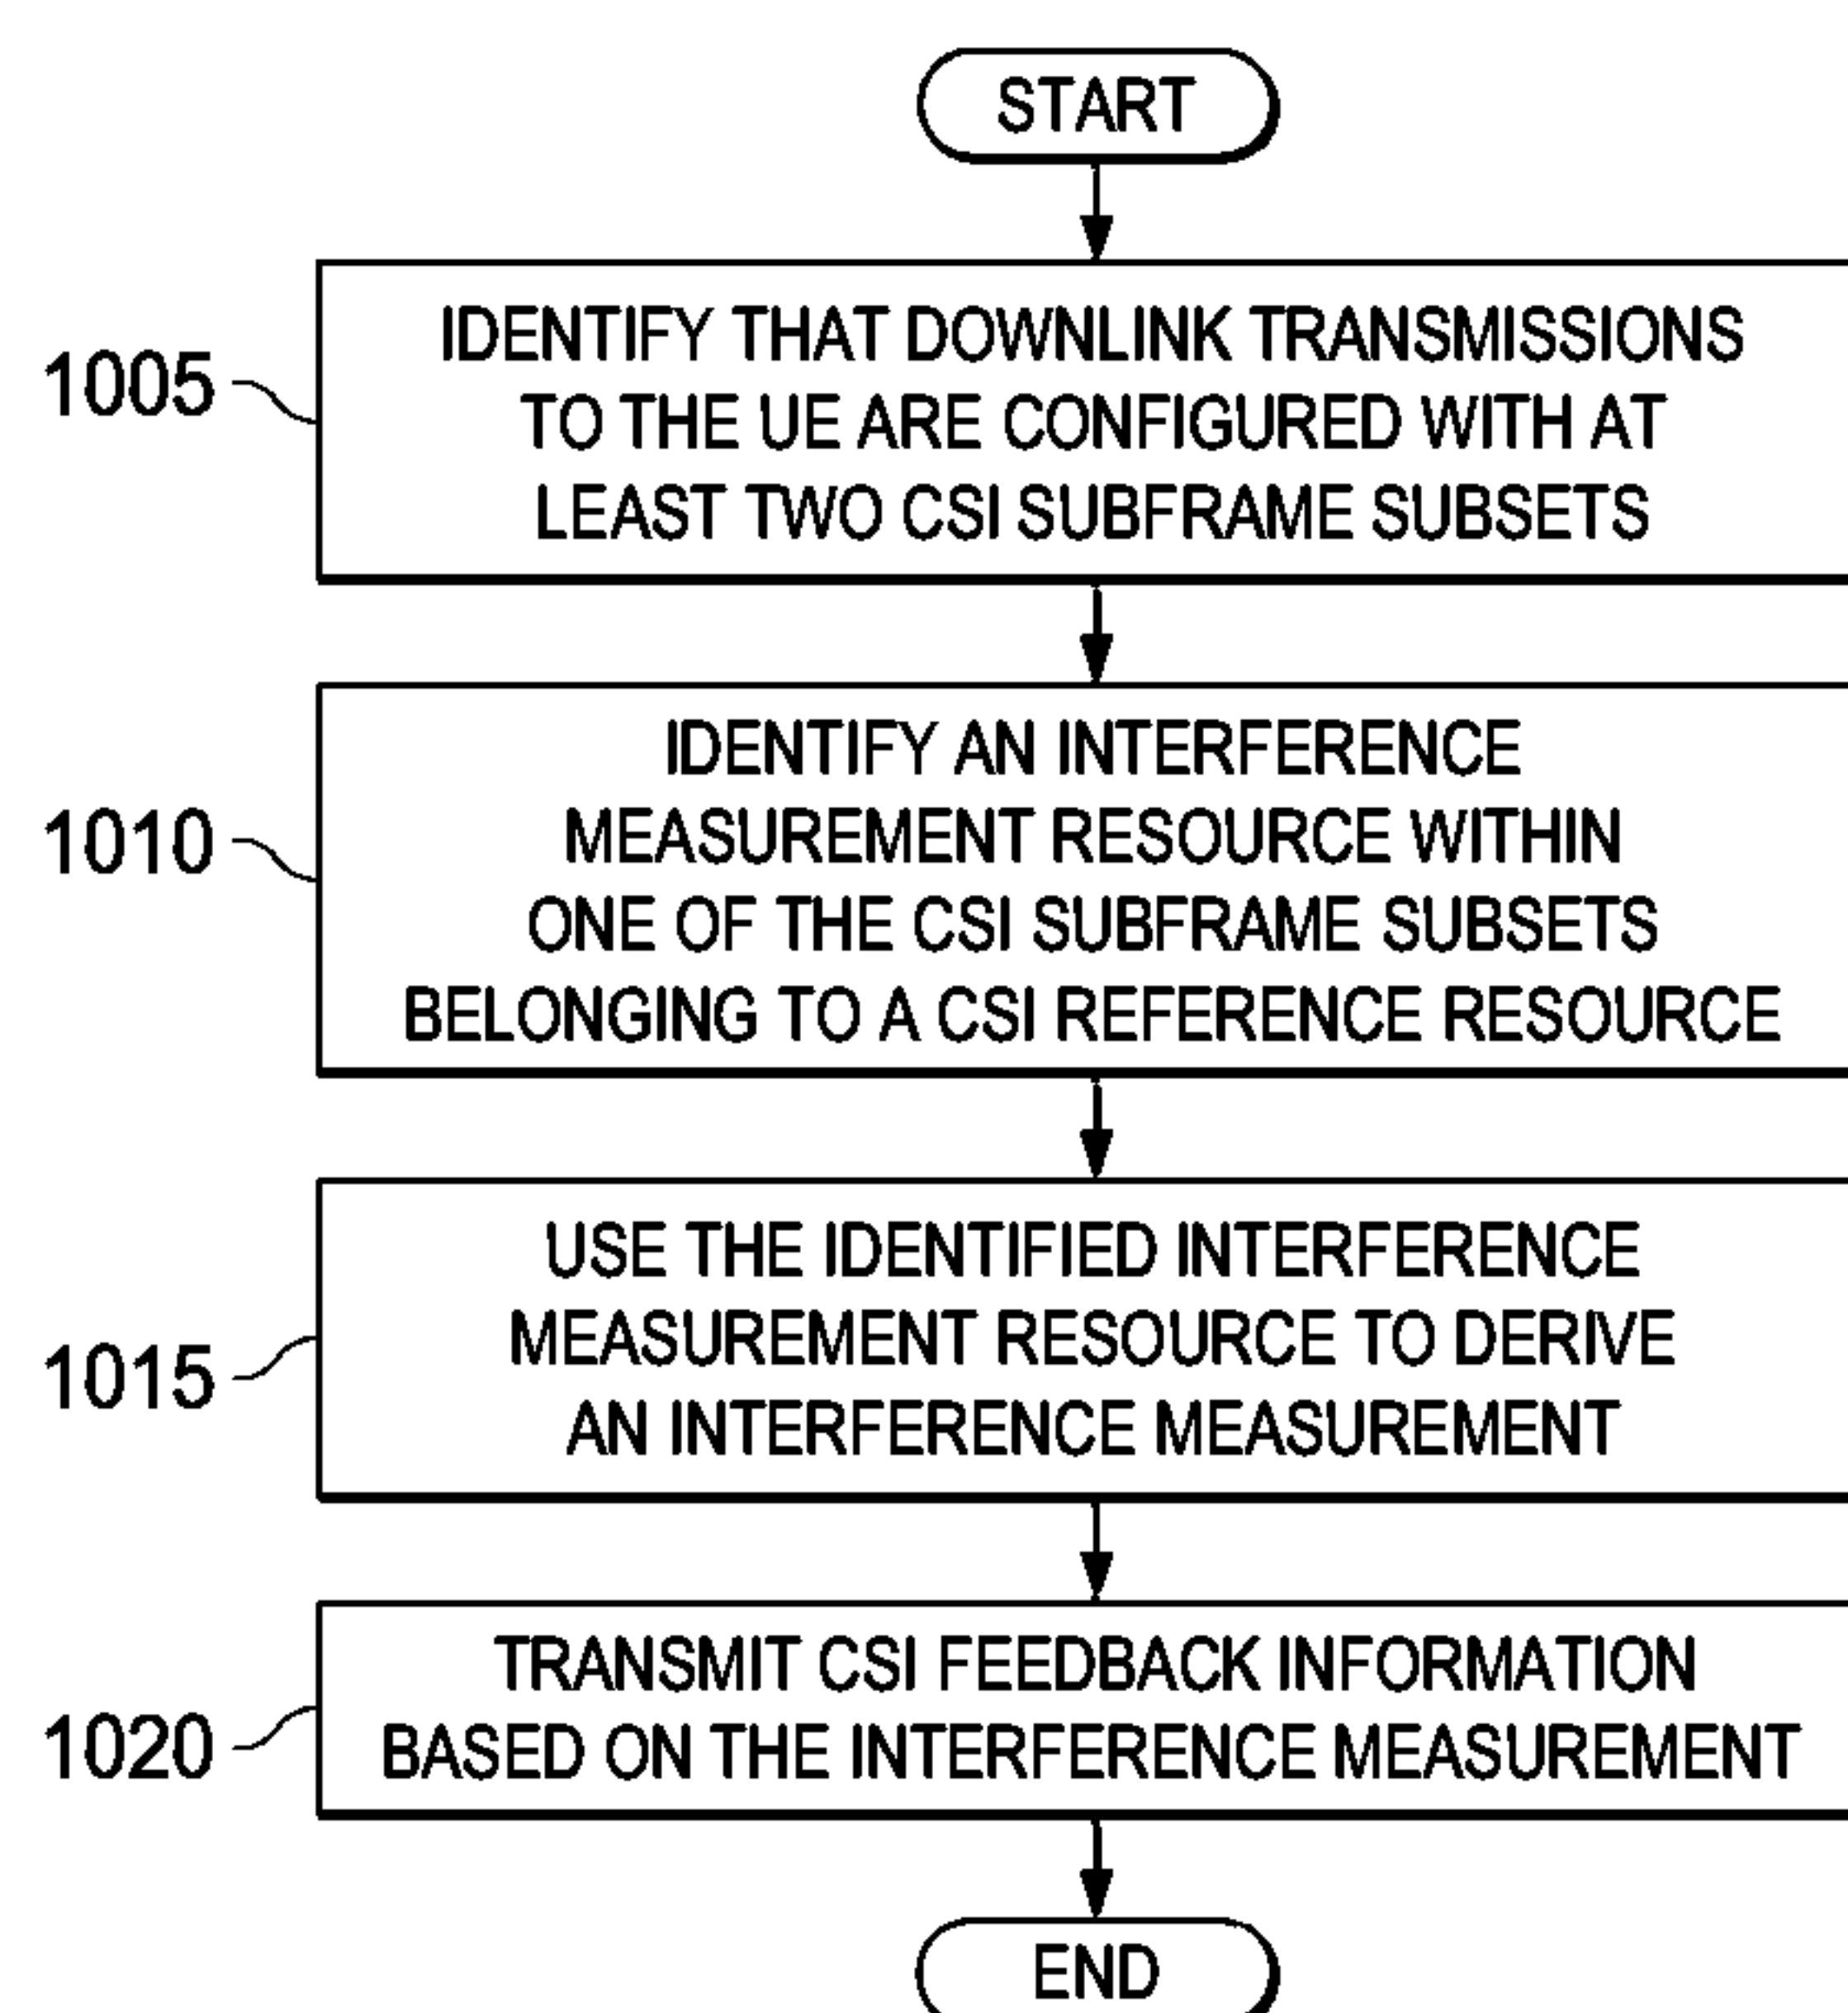 START
1005
IDENTIFY THAT DOWNLINK TRANSMISSIONS
TO THE UE ARE CONFIGURED WITH AT
LEAST TWO CSI SUBFRAME SUBSETS
1010
IDENTIFY AN INTERFERENCE
MEASUREMENT RESOURCE WITHIN
ONE OF THE CSI SUBFRAME SUBSETS
BELONGING TO A CSI REFERENCE RESOURCE
1015
USE THE IDENTIFIED INTERFERENCE
MEASUREMENT RESOURCE TO DERIVE
AN INTERFERENCE MEASUREMENT
1020
TRANSMIT CSI FEEDBACK INFORMATION
BASED ON THE INTERFERENCE MEASUREMENT
END